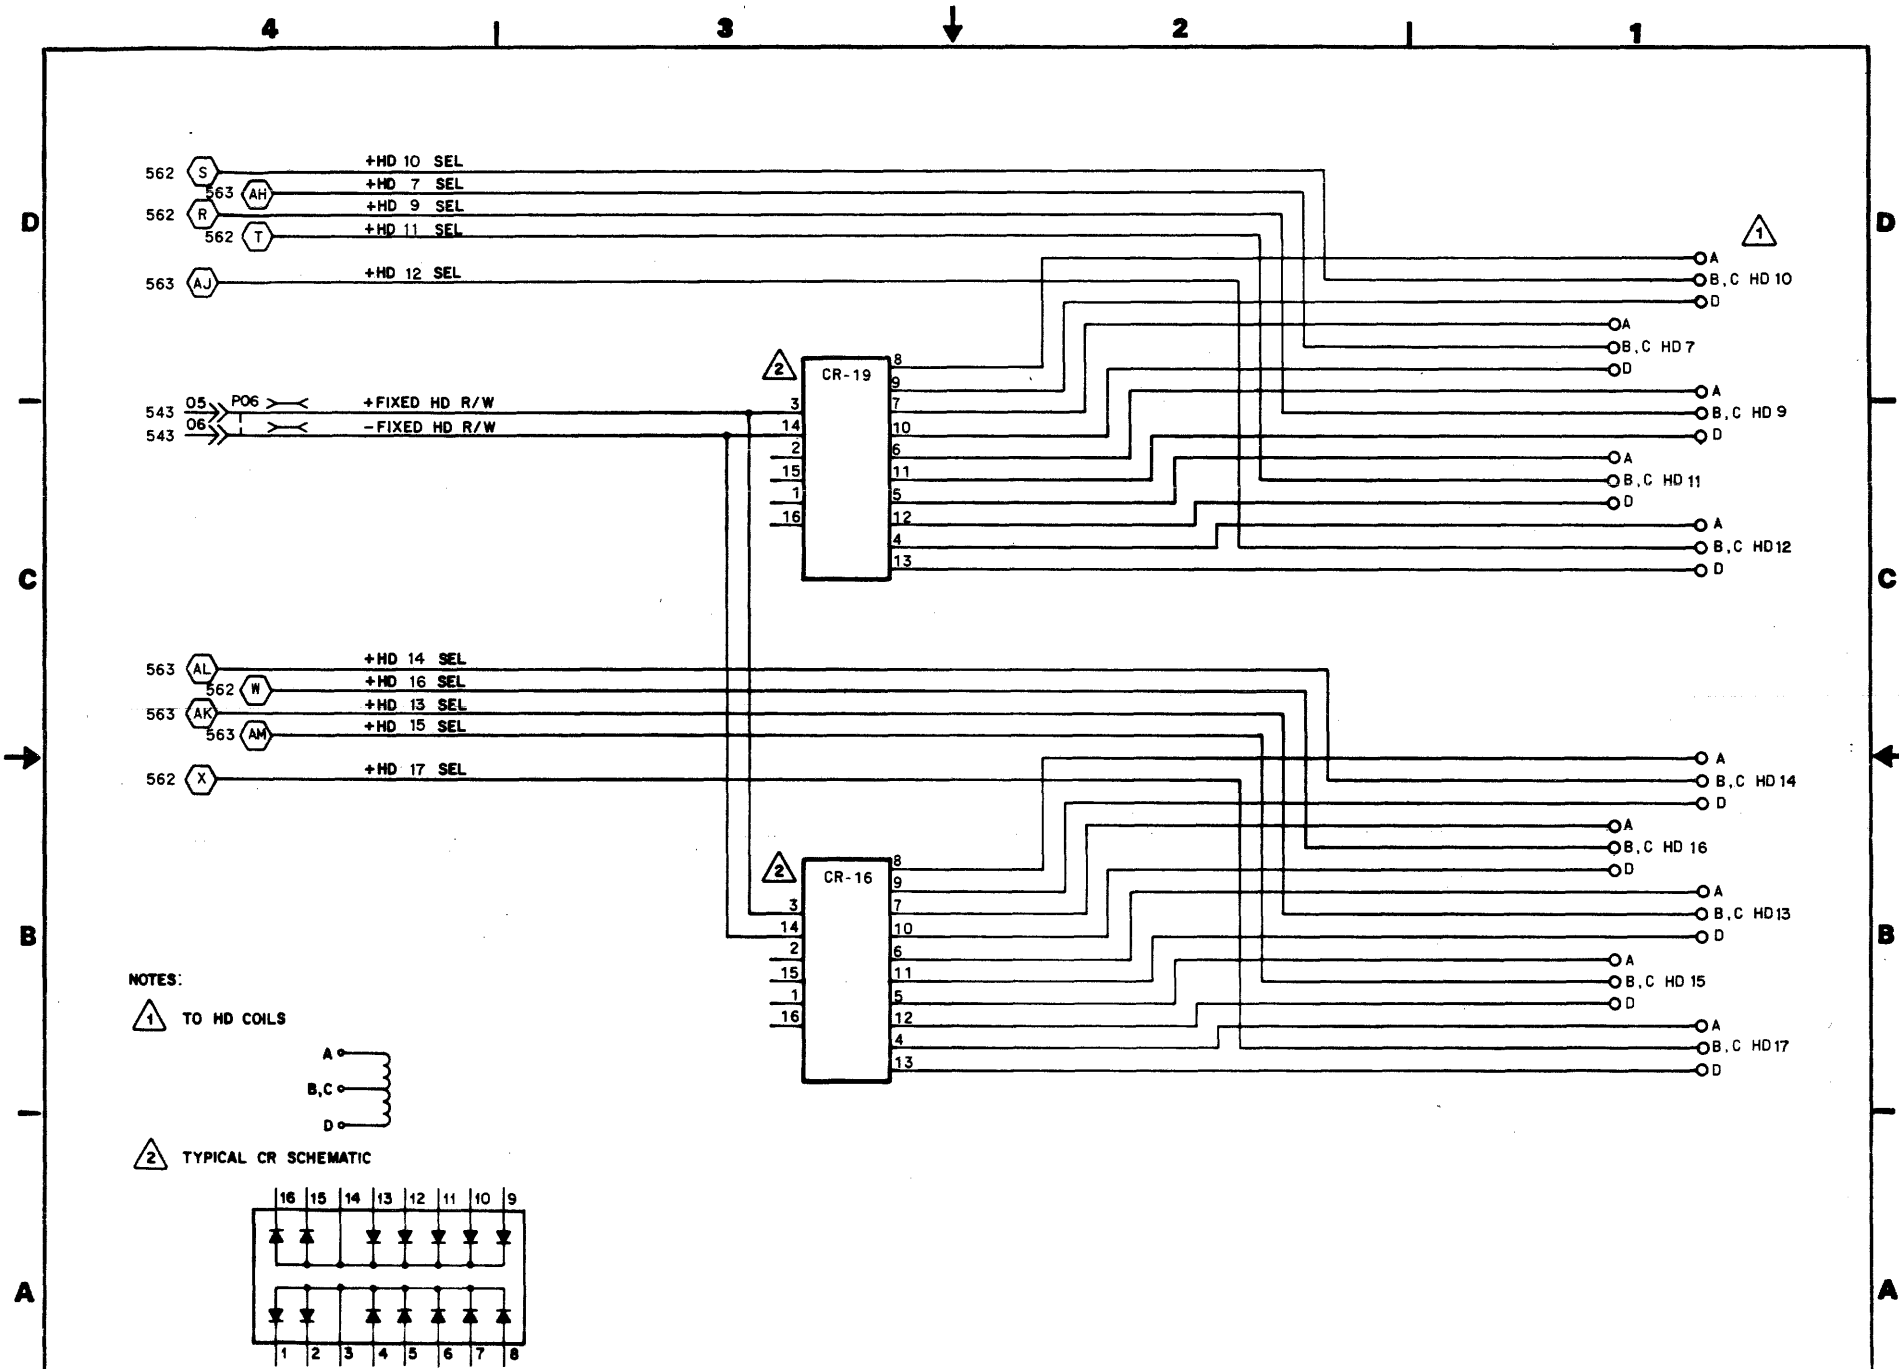 4 3 2 1
562 S +HD 10 SEL
563 AH +HD 7 SEL
D 562 R +HD 9 SEL D
562 T +HD 11 SEL
1
563 AJ +HD 12 SEL
A
B,C HD 10
D
A
B,C HD 7
D
2 CR-19
8
9
7
10
6
11
5
12
4
13
3
14
2
15
1
16
543 05 P06 +FIXED HD R/W
543 06 -FIXED HD R/W
A
B,C HD 9
D
A
B,C HD 11
D
A
B,C HD 12
D
C C
563 AL +HD 14 SEL
562 W +HD 16 SEL
563 AK +HD 13 SEL
563 AM +HD 15 SEL
562 X +HD 17 SEL
A
B,C HD 14
D
A
B,C HD 16
D
2 CR-16
8
9
7
10
6
11
5
12
4
13
3
14
2
15
1
16
A
B,C HD 13
D
A
B,C HD 15
D
A
B,C HD 17
D
B B
NOTES:
1 TO HD COILS
A
B,C
D
2 TYPICAL CR SCHEMATIC
16 15 14 13 12 11 10 9
1 2 3 4 5 6 7 8
A A